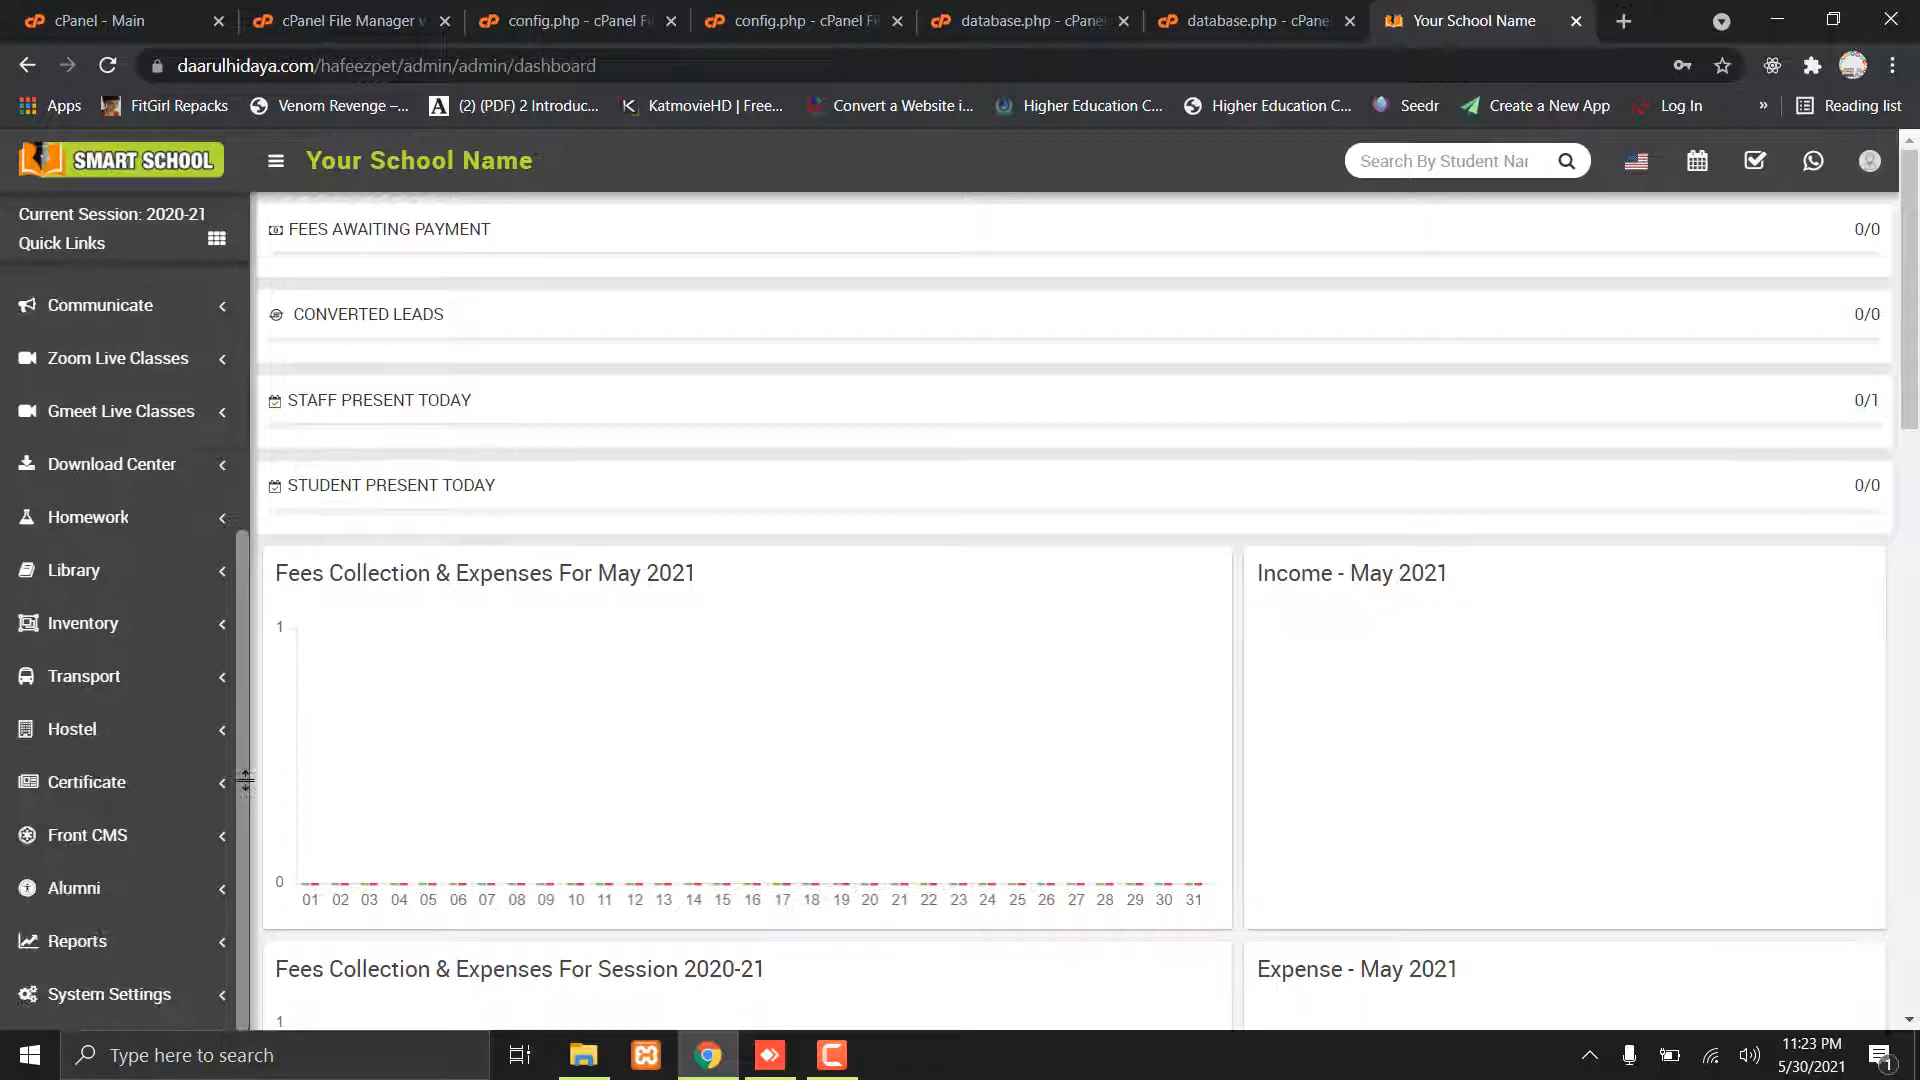 cPanel - Main
cPanel File Manager v
config.php - cPanel Fi
config.php - cPanel Fi
database.php - cPane
database.php - cPane
Your School Name
daarulhidaya.com/hafeezpet/admin/admin/dashboard
Apps
FitGirl Repacks
Venom Revenge –...
(2) (PDF) 2 Introduc...
KatmovieHD | Free...
Convert a Website i...
Higher Education C...
Higher Education C...
Seedr
Create a New App
Log In
»
Reading list
SMART SCHOOL
Your School Name
Search By Student Nar
Current Session: 2020-21
Quick Links
Communicate
Zoom Live Classes
Gmeet Live Classes
Download Center
Homework
Library
Inventory
Transport
Hostel
Certificate
Front CMS
Alumni
Reports
System Settings
FEES AWAITING PAYMENT 0/0
CONVERTED LEADS 0/0
STAFF PRESENT TODAY 0/1
STUDENT PRESENT TODAY 0/0
Fees Collection & Expenses For May 2021
1
0
01 02 03 04 05 06 07 08 09 10 11 12 13 14 15 16 17 18 19 20 21 22 23 24 25 26 27 28 29 30 31
Income - May 2021
Fees Collection & Expenses For Session 2020-21
1
Expense - May 2021
Type here to search
11:23 PM
5/30/2021
1